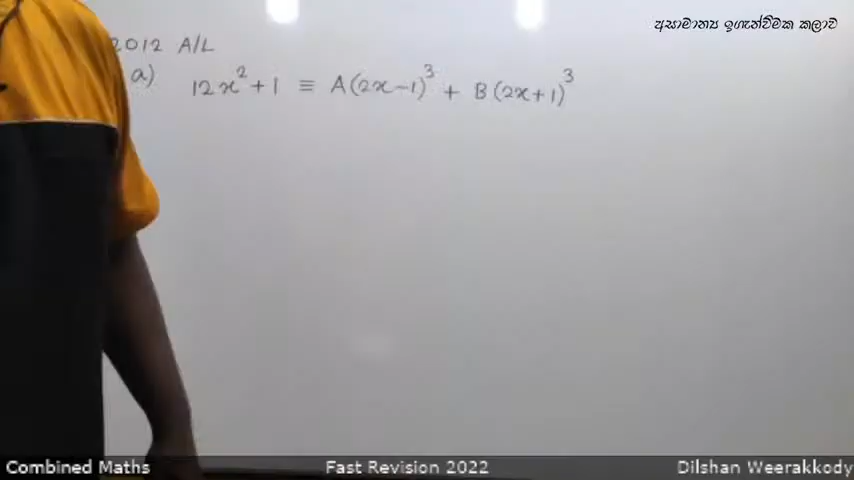 අසාමාන්‍ය ඉගැන්වීමක කලාව
2012 A/L
a) 12x² + 1 ≡ A(2x-1)³ + B(2x+1)³
Combined Maths Fast Revision 2022 Dilshan Weerakkody